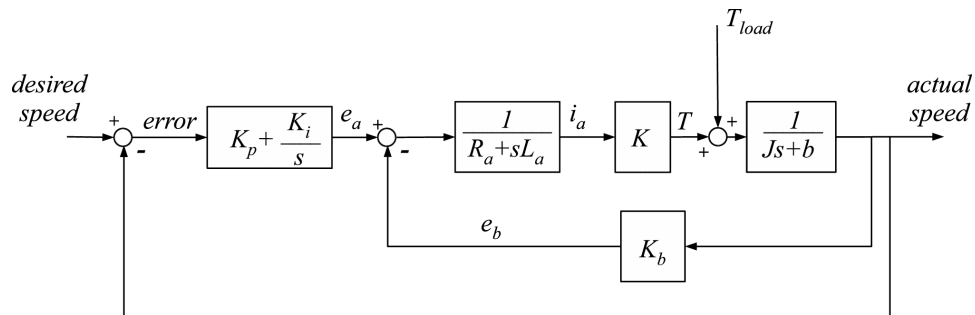 T_load
desired
speed
actual
speed
+
-
error
K_p + K_i/s
e_a
+
-
1/(R_a+sL_a)
i_a
K
T
+
+
1/(Js+b)
e_b
K_b